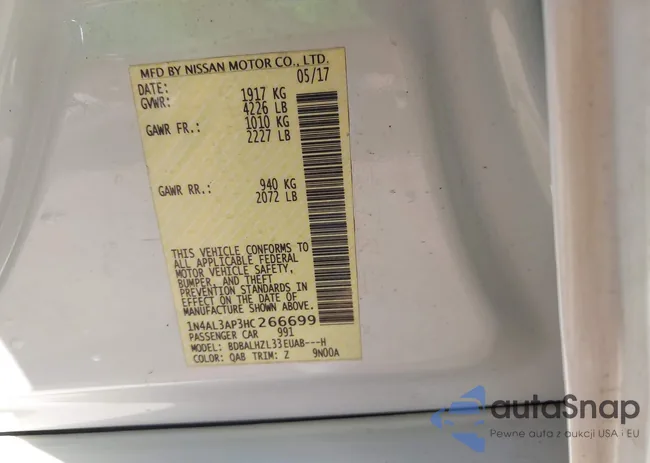 MFD BY NISSAN MOTOR CO., LTD.
DATE: 05/17
GVWR: 1917 KG
4226 LB
GAWR FR.: 1010 KG
2227 LB
GAWR RR.: 940 KG
2072 LB
THIS VEHICLE CONFORMS TO
ALL APPLICABLE FEDERAL
MOTOR VEHICLE SAFETY,
BUMPER, AND THEFT
PREVENTION STANDARDS IN
EFFECT ON THE DATE OF
MANUFACTURE SHOWN ABOVE.
1N4AL3AP3HC266699
PASSENGER CAR 991
MODEL: BDBALHZL33EUAB---H
COLOR: QAB TRIM: Z 9N00A
autaSnap
Pewne auta z aukcji USA i EU